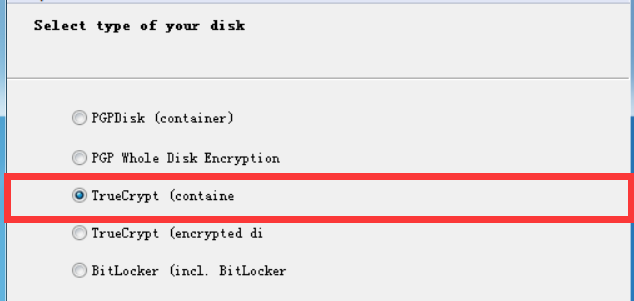 Select type of your disk
PGPDisk (container)
PGP Whole Disk Encryption
TrueCrypt (containe
TrueCrypt (encrypted di
BitLocker (incl. BitLocker